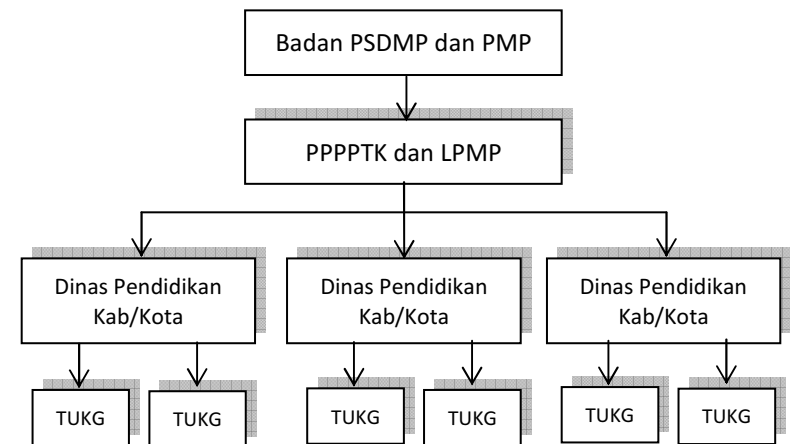 Badan PSDMP dan PMP
PPPPTK dan LPMP
Dinas Pendidikan
Kab/Kota
Dinas Pendidikan
Kab/Kota
Dinas Pendidikan
Kab/Kota
TUKG
TUKG
TUKG
TUKG
TUKG
TUKG